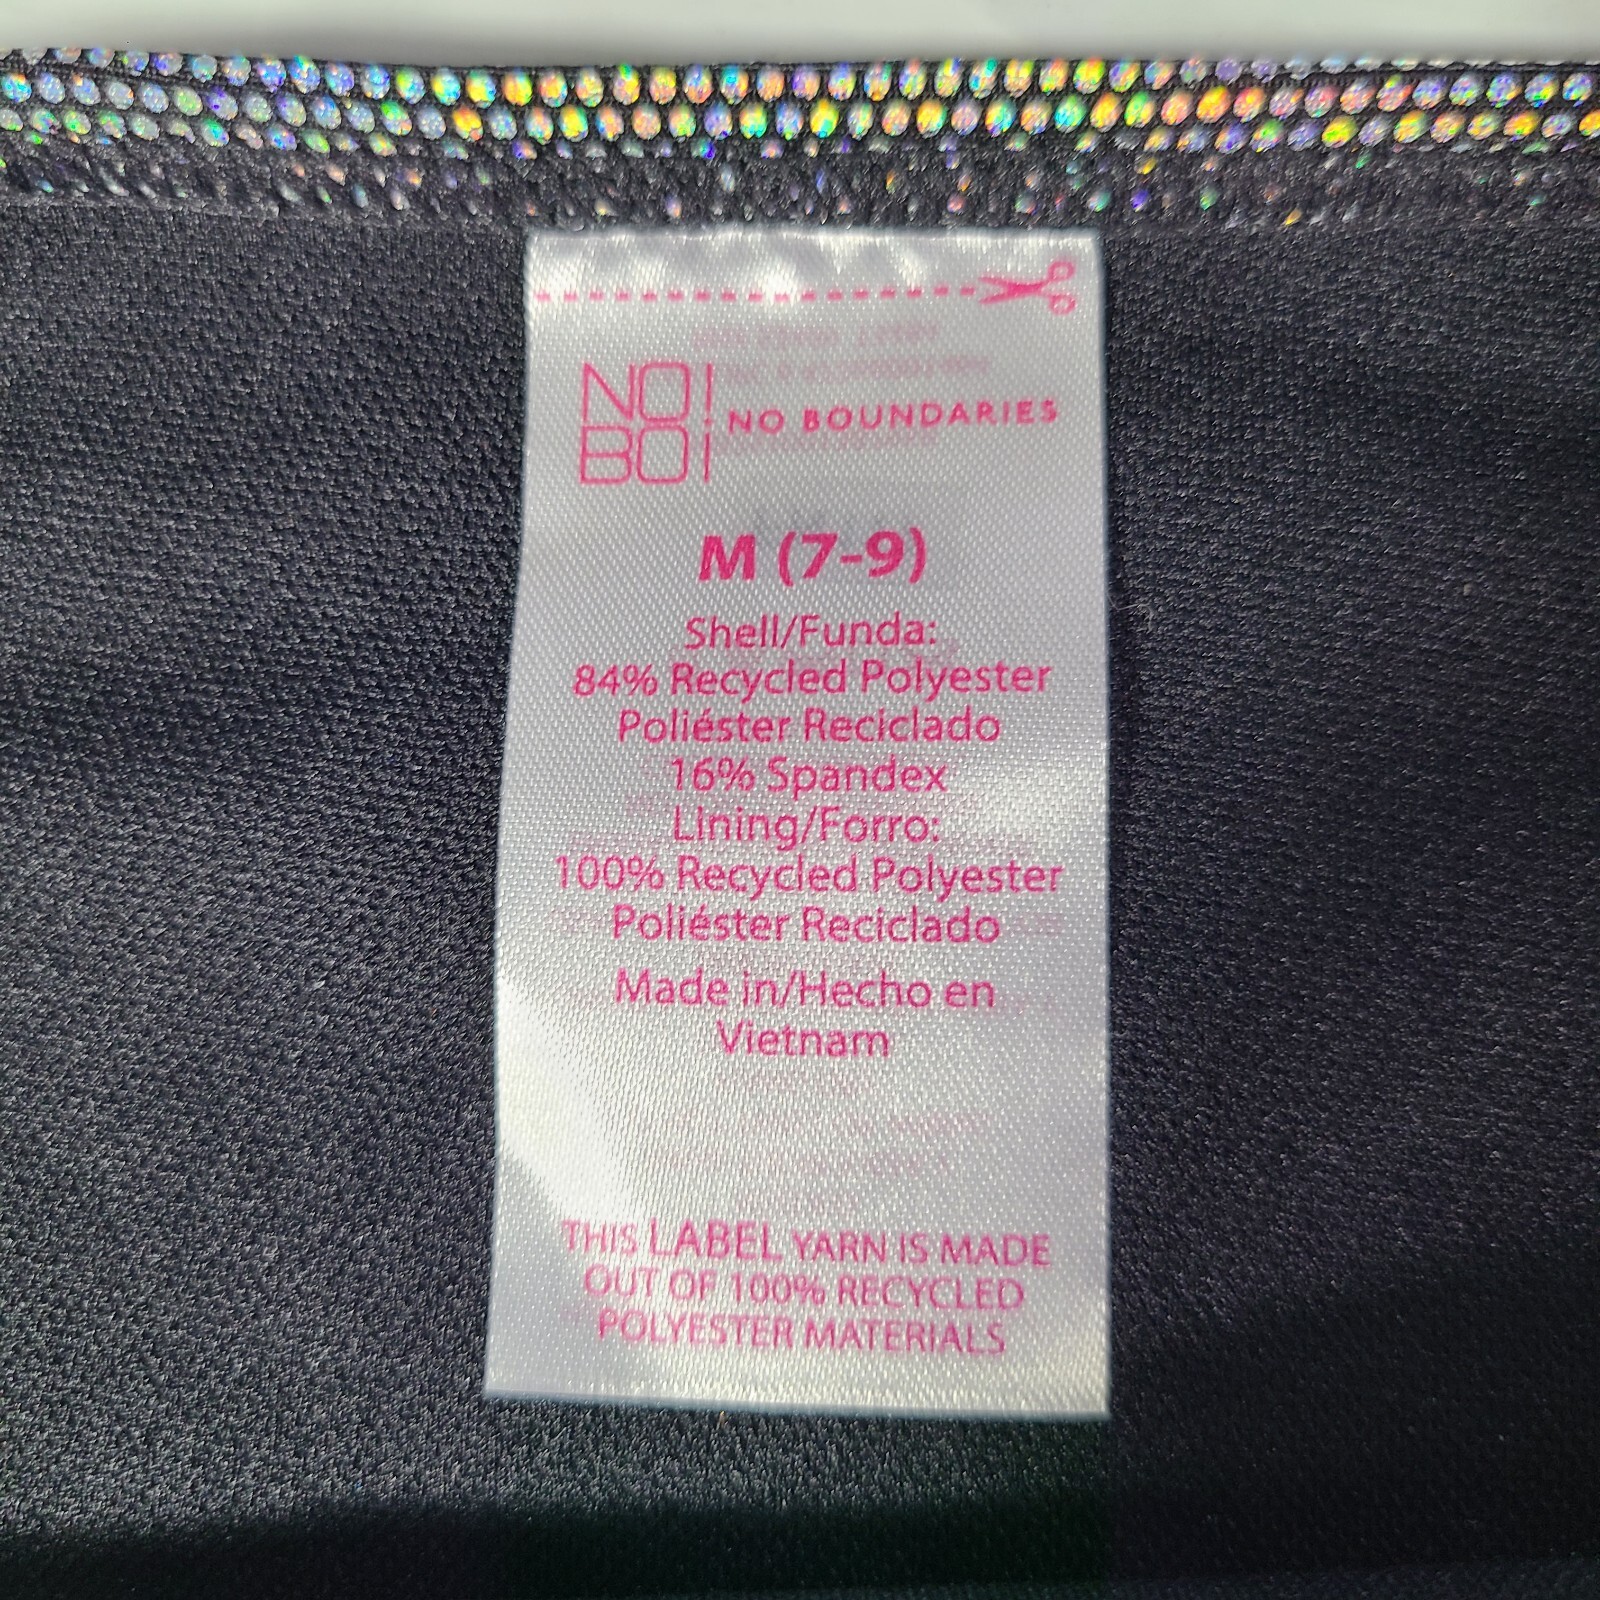 NO
BO
NO BOUNDARIES
M (7-9)
Shell/Funda:
84% Recycled Polyester
Poliéster Reciclado
16% Spandex
Lining/Forro:
100% Recycled Polyester
Poliéster Reciclado
Made in/Hecho en
Vietnam
THIS LABEL YARN IS MADE
OUT OF 100% RECYCLED
POLYESTER MATERIALS